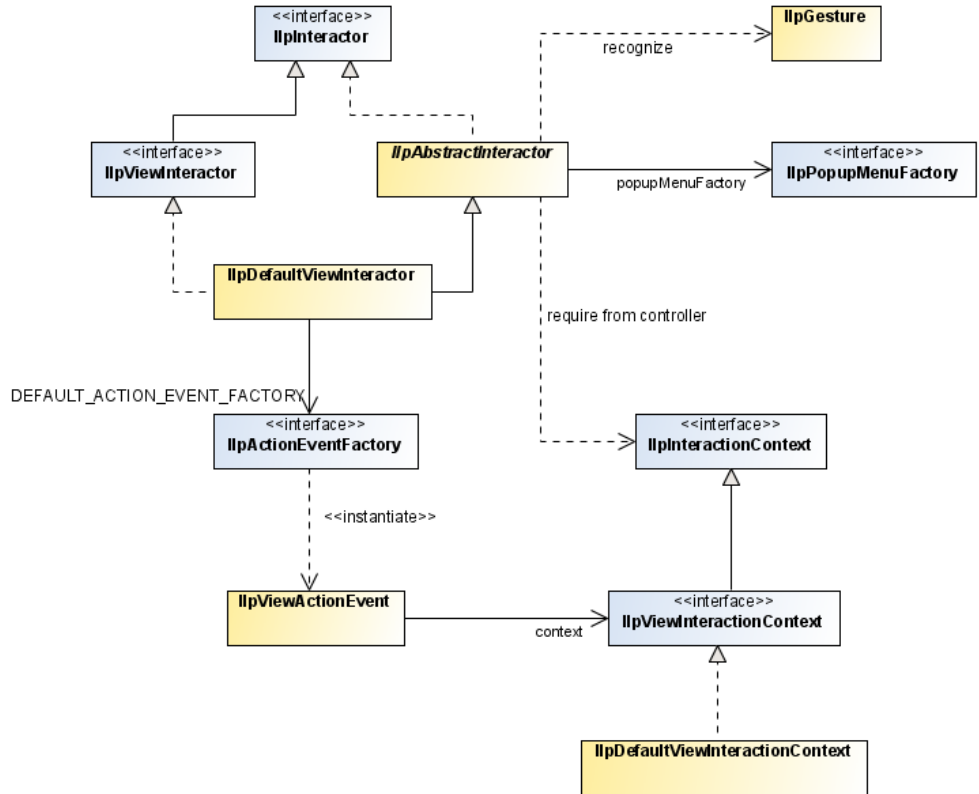 <<interface>>
IlpInteractor
IlpGesture
recognize
<<interface>>
IlpViewInteractor
IlpAbstractInteractor
<<interface>>
IlpPopupMenuFactory
popupMenuFactory
IlpDefaultViewInteractor
require from controller
DEFAULT_ACTION_EVENT_FACTORY
<<interface>>
IlpActionEventFactory
<<interface>>
IlpInteractionContext
<<instantiate>>
IlpViewActionEvent
context
<<interface>>
IlpViewInteractionContext
IlpDefaultViewInteractionContext